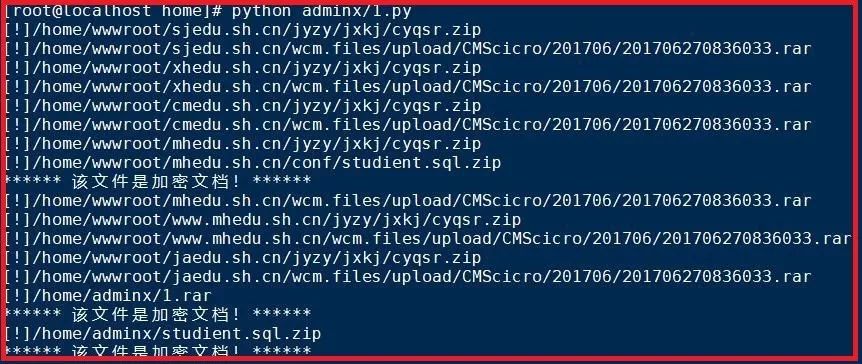 [root@localhost home]# python adminx/1.py
[!]/home/wwwroot/sjedu.sh.cn/jyzy/jxkj/cyqsr.zip
[!]/home/wwwroot/sjedu.sh.cn/wcm.files/upload/CMScicro/201706/201706270836033.rar
[!]/home/wwwroot/xhedu.sh.cn/jyzy/jxkj/cyqsr.zip
[!]/home/wwwroot/xhedu.sh.cn/wcm.files/upload/CMScicro/201706/201706270836033.rar
[!]/home/wwwroot/cmedu.sh.cn/jyzy/jxkj/cyqsr.zip
[!]/home/wwwroot/cmedu.sh.cn/wcm.files/upload/CMScicro/201706/201706270836033.rar
[!]/home/wwwroot/mhedu.sh.cn/jyzy/jxkj/cyqsr.zip
[!]/home/wwwroot/mhedu.sh.cn/conf/studient.sql.zip
****** 该文件是加密文档! ******
[!]/home/wwwroot/mhedu.sh.cn/wcm.files/upload/CMScicro/201706/201706270836033.rar
[!]/home/wwwroot/www.mhedu.sh.cn/jyzy/jxkj/cyqsr.zip
[!]/home/wwwroot/www.mhedu.sh.cn/wcm.files/upload/CMScicro/201706/201706270836033.rar
[!]/home/wwwroot/jaedu.sh.cn/jyzy/jxkj/cyqsr.zip
[!]/home/wwwroot/jaedu.sh.cn/wcm.files/upload/CMScicro/201706/201706270836033.rar
[!]/home/adminx/1.rar
****** 该文件是加密文档! ******
[!]/home/adminx/studient.sql.zip
****** 该文件是加密文档! ******